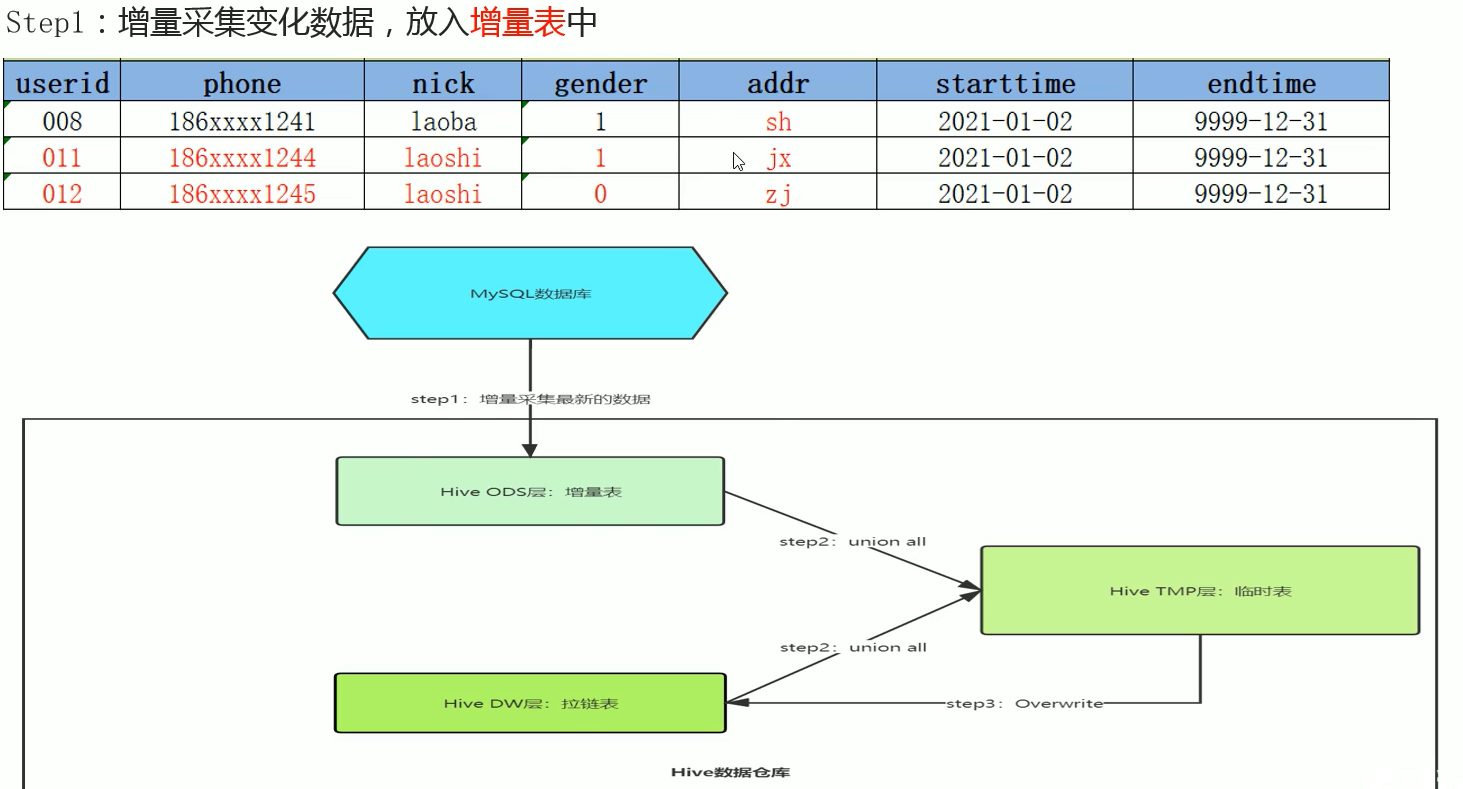 Step1：增量采集变化数据，放入增量表中
userid phone nick gender addr starttime endtime
008 186xxxx1241 laoba 1 sh 2021-01-02 9999-12-31
011 186xxxx1244 laoshi 1 jx 2021-01-02 9999-12-31
012 186xxxx1245 laoshi 0 zj 2021-01-02 9999-12-31
MySQL数据库
step1：增量采集最新的数据
Hive ODS层：增量表
step2：union all
Hive TMP层：临时表
step2：union all
Hive DW层：拉链表
step3：Overwrite
Hive数据仓库